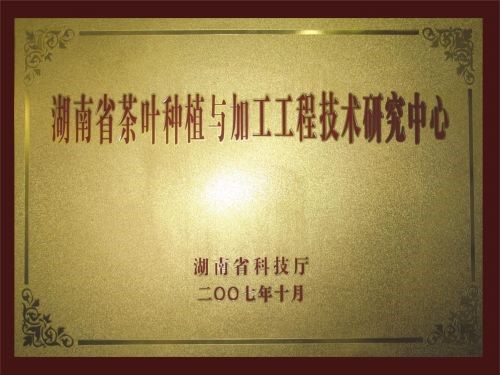 湖南省茶叶种植与加工工程技术研究中心
湖南省科技厅
二〇〇七年十月